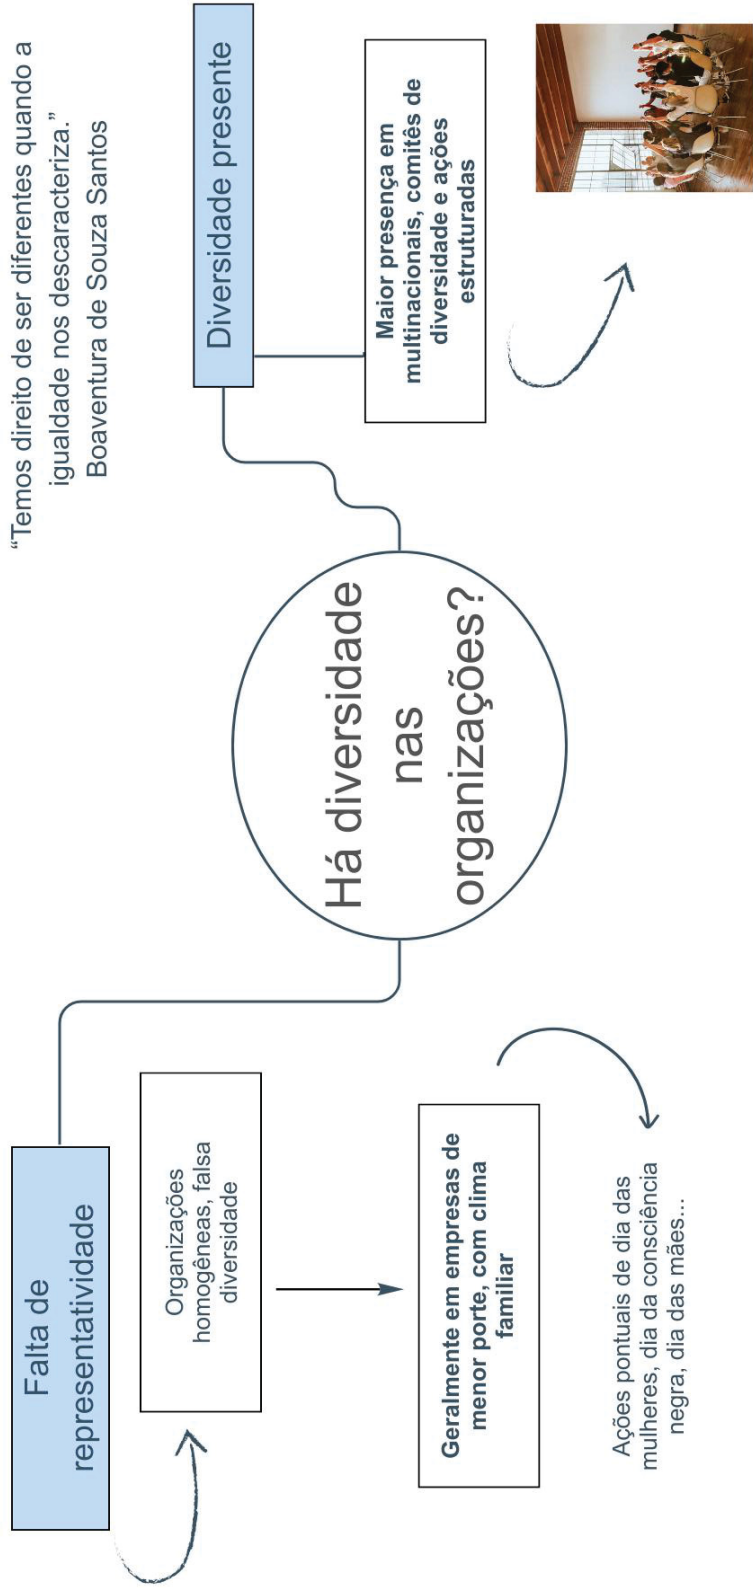 Falta de
representatividade
Organizações
homogêneas, falsa
diversidade
Geralmente em empresas de
menor porte, com clima
familiar
Ações pontuais de dia das
mulheres, dia da consciência
negra, dia das mães...
Há diversidade
nas
organizações?
“Temos direito de ser diferentes quando a
igualdade nos descaracteriza.”
Boaventura de Souza Santos
Diversidade presente
Maior presença em
multinacionais, comitês de
diversidade e ações
estruturadas